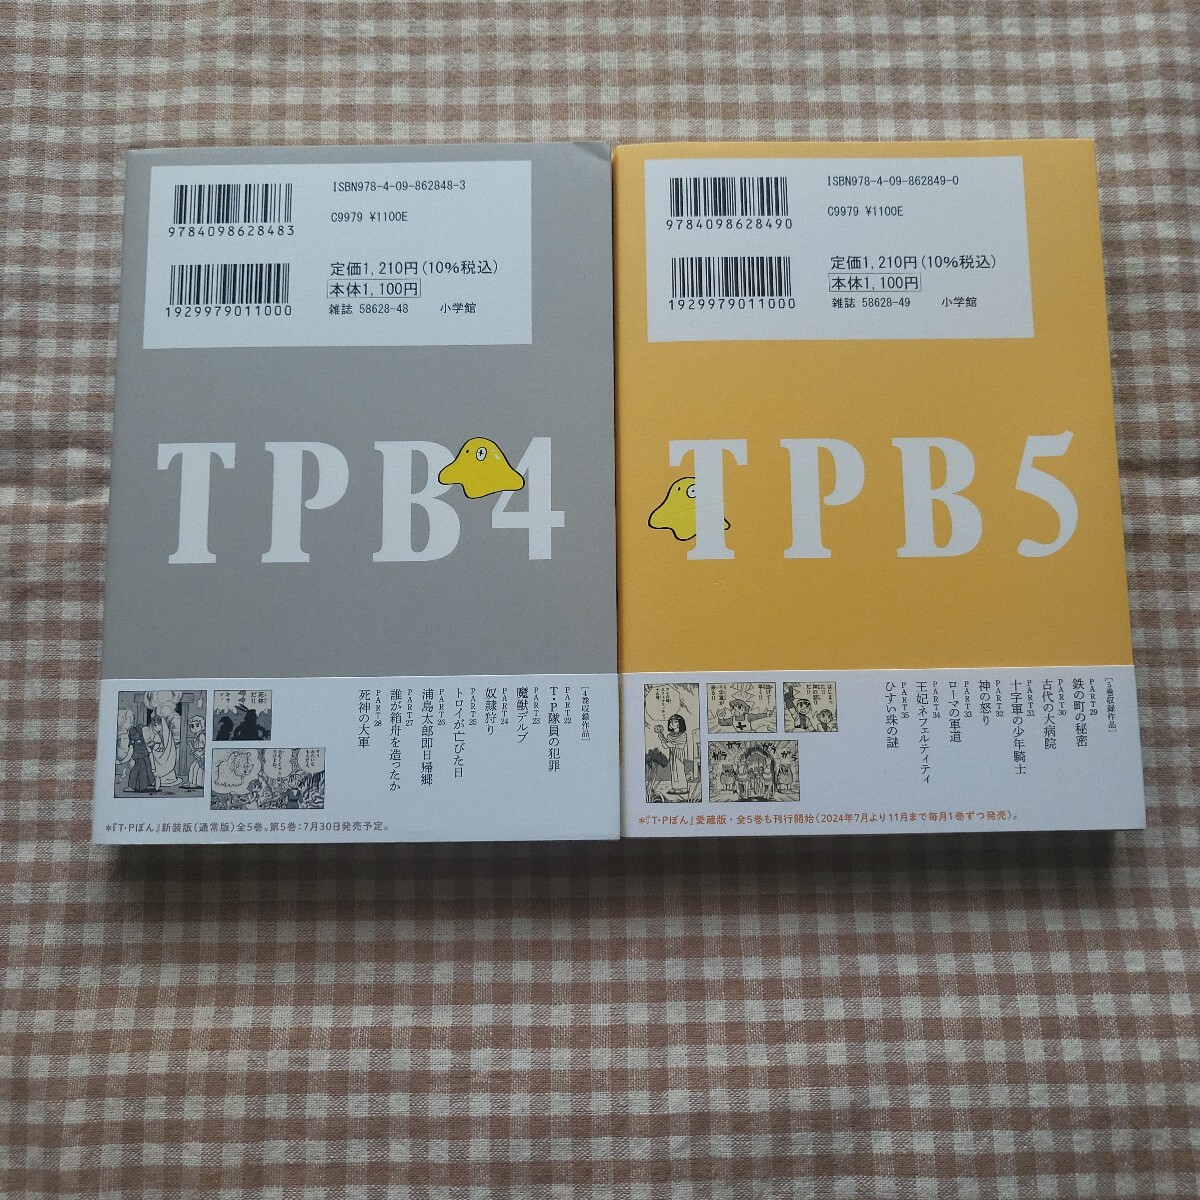 ISBN978-4-09-862848-3
C9979 ¥1100E
9784098628483
定価1,210円(10%税込)
本体1,100円
雑誌 58628-48 小学館
1929979011000
TPB4
[4巻収録作品]
PART22
T・P隊員の犯罪
PART23
魔獣デルブ
PART24
奴隷狩り
PART25
トロイが亡びた日
PART26
浦島太郎即日帰郷
PART27
誰が箱舟を造ったか
PART28
死神の大軍
*『T・Pぼん』新装版(通常版)全5巻。第5巻:7月30日発売予定。
ISBN978-4-09-862849-0
C9979 ¥1100E
9784098628490
定価1,210円(10%税込)
本体1,100円
雑誌 58628-49 小学館
1929979011000
TPB5
[5巻収録作品]
PART29
鉄の町の秘密
PART30
古代の大病院
PART31
十字軍の少年騎士
PART32
神の怒り
PART33
ローマの軍道
PART34
王妃ネフェルティティ
PART35
ひすい珠の謎
*『T・Pぼん』愛蔵版・全5巻も刊行開始(2024年7月より11月まで毎月1巻ずつ発売)。